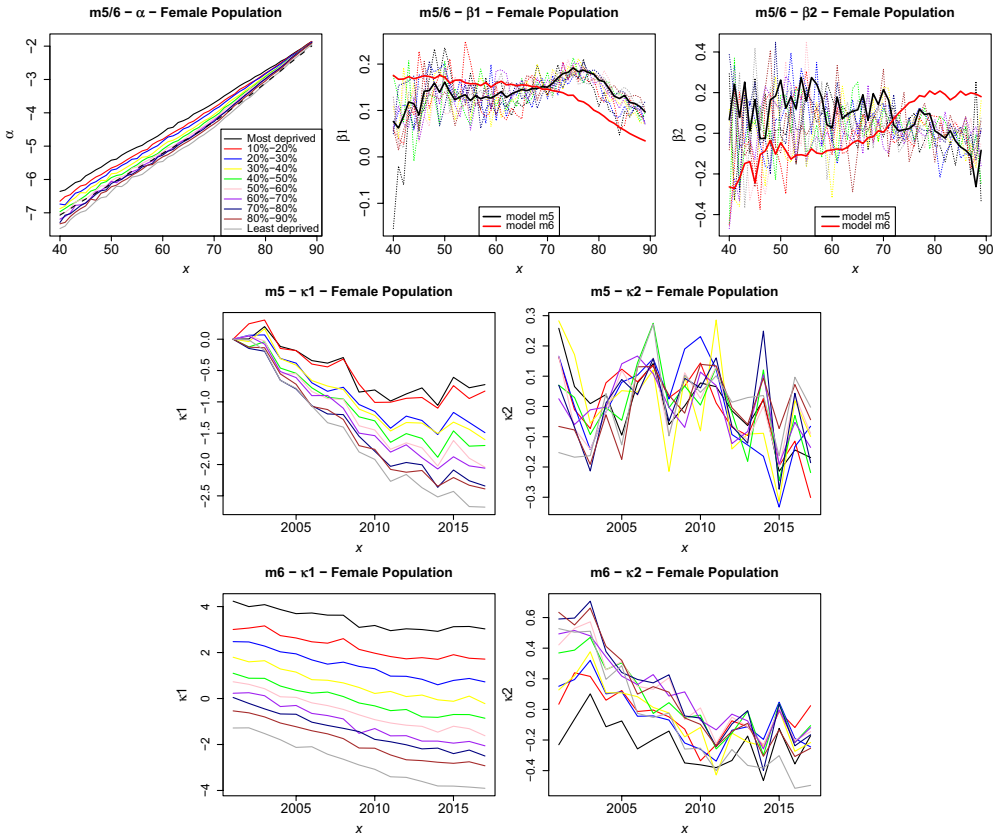 m5/6 − α − Female Population
m5/6 − β1 − Female Population
m5/6 − β2 − Female Population
α
−2
−3
−4
−5
−6
−7
40 50 60 70 80 90
x
Most deprived
10%−20%
20%−30%
30%−40%
40%−50%
50%−60%
60%−70%
70%−80%
80%−90%
Least deprived
β1
0.2
0.1
0.0
−0.1
40 50 60 70 80 90
x
model m5
model m6
β2
0.4
0.2
0.0
−0.2
−0.4
40 50 60 70 80 90
x
model m5
model m6
m5 − κ1 − Female Population
m5 − κ2 − Female Population
κ1
0.0
−0.5
−1.0
−1.5
−2.0
−2.5
2005 2010 2015
x
κ2
0.3
0.2
0.1
0.0
−0.1
−0.2
−0.3
2005 2010 2015
x
m6 − κ1 − Female Population
m6 − κ2 − Female Population
κ1
4
2
0
−2
−4
2005 2010 2015
x
κ2
0.6
0.4
0.2
0.0
−0.2
−0.4
2005 2010 2015
x